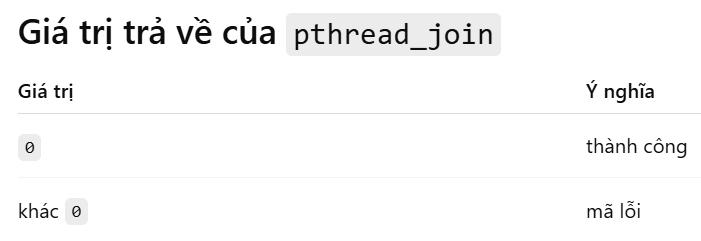 Giá trị trả về của pthread_join
Giá trị Ý nghĩa
0 thành công
khác 0 mã lỗi